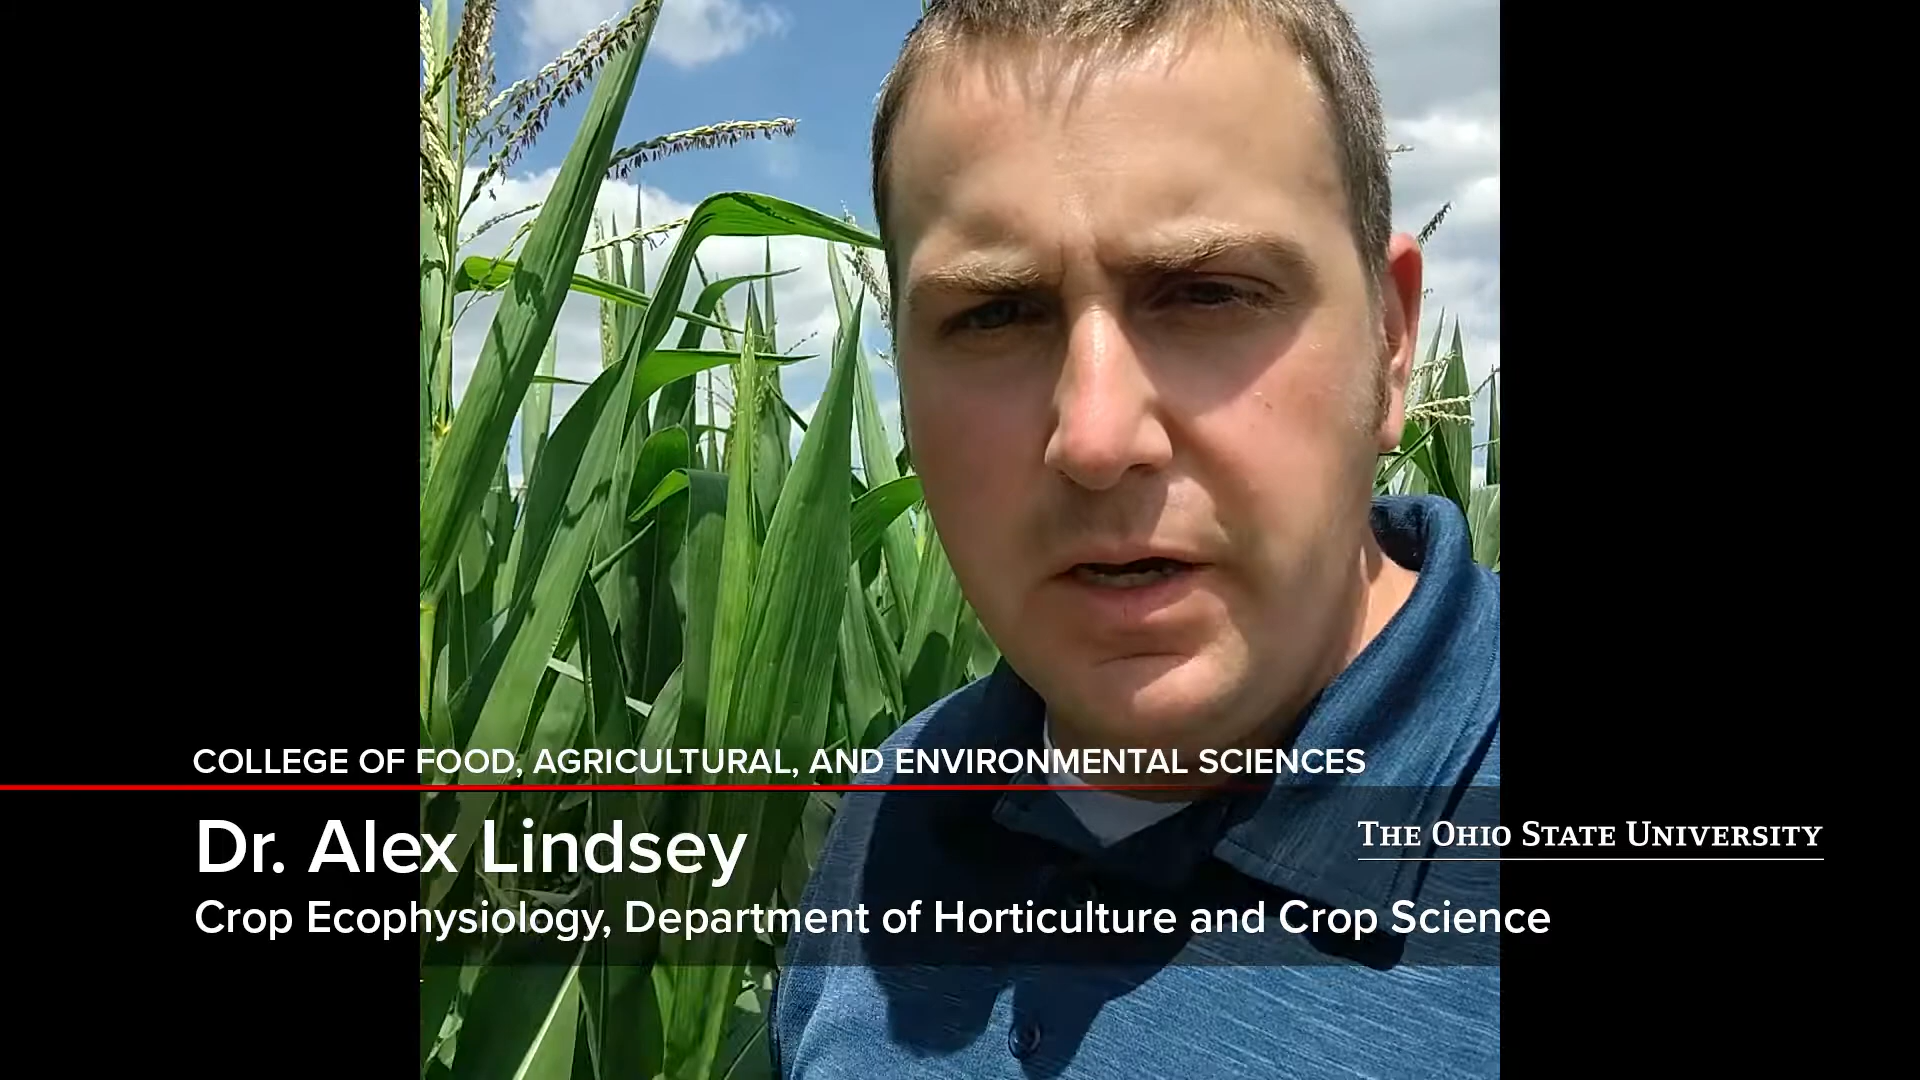 COLLEGE OF FOOD, AGRICULTURAL, AND ENVIRONMENTAL SCIENCES
Dr. Alex Lindsey
THE OHIO STATE UNIVERSITY
Crop Ecophysiology, Department of Horticulture and Crop Science